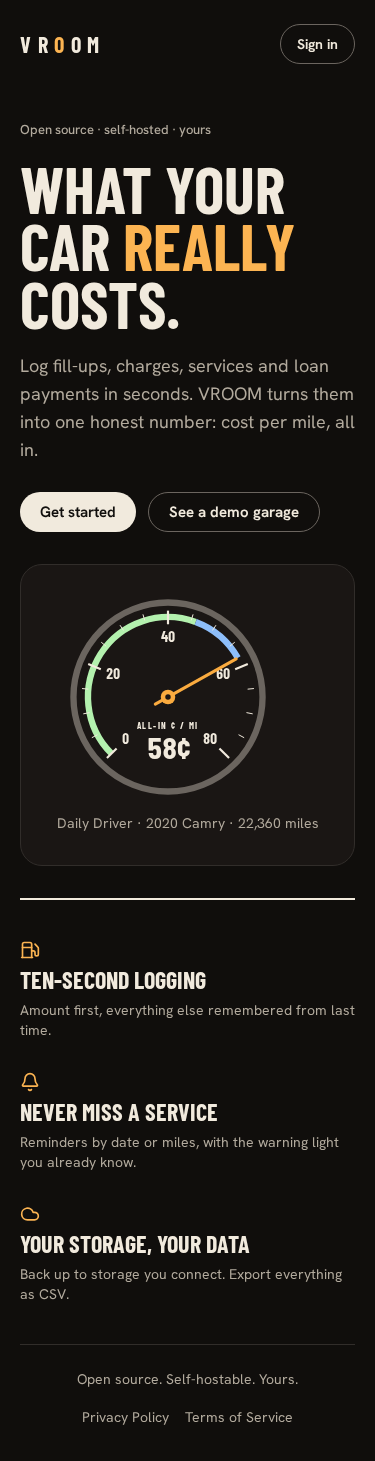 VROOM
Sign in
Open source · self-hosted · yours
WHAT YOUR
CAR REALLY
COSTS.
Log fill-ups, charges, services and loan
payments in seconds. VROOM turns them
into one honest number: cost per mile, all
in.
Get started
See a demo garage
40
20
60
ALL-IN ¢ / MI
0
58¢
80
Daily Driver · 2020 Camry · 22,360 miles
TEN-SECOND LOGGING
Amount first, everything else remembered from last
time.
NEVER MISS A SERVICE
Reminders by date or miles, with the warning light
you already know.
YOUR STORAGE, YOUR DATA
Back up to storage you connect. Export everything
as CSV.
Open source. Self-hostable. Yours.
Privacy Policy
Terms of Service